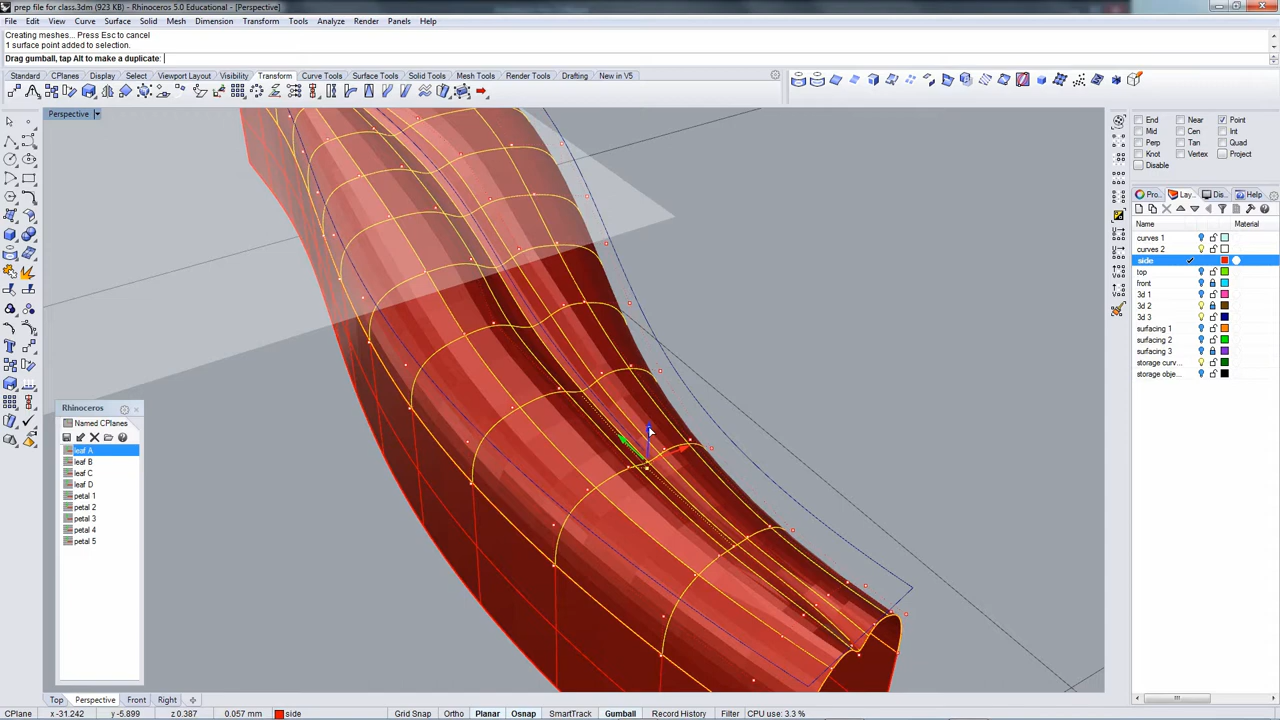 prep file for class.3dm (923 KB) - Rhinoceros 5.0 Educational - [Perspective]
File Edit View Curve Surface Solid Mesh Dimension Transform Tools Analyze Render Panels Help
Creating meshes... Press Esc to cancel
1 surface point added to selection.
Drag gumball, tap Alt to make a duplicate:
Standard CPlanes Display Select Viewport Layout Visibility Transform Curve Tools Surface Tools Solid Tools Mesh Tools Render Tools Drafting New in V5
Perspective
End Near Point
Mid Cen Int
Perp Tan Quad
Knot Vertex Project
Disable
Pro... Lay... Dis... Help
Name Material
curves 1
curves 2
side
top
front
3d 1
3d 2
3d 3
surfacing 1
surfacing 2
surfacing 3
storage curv...
storage obje...
Rhinoceros
Named CPlanes
leaf A
leaf B
leaf C
leaf D
petal 1
petal 2
petal 3
petal 4
petal 5
Top Perspective Front Right
CPlane x -31.242 y -5.899 z 0.387 0.057 mm side Grid Snap Ortho Planar Osnap SmartTrack Gumball Record History Filter CPU use: 3.3 %